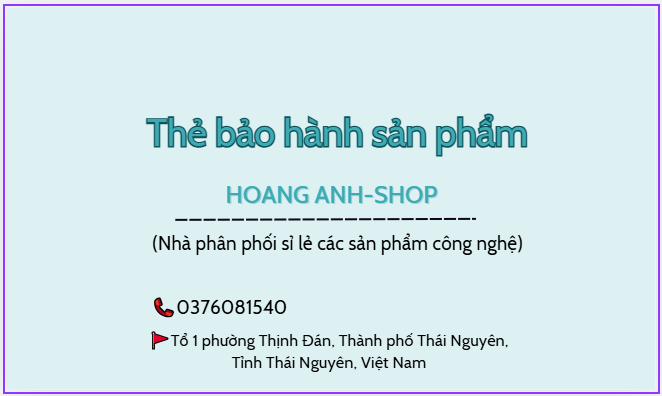 Thẻ bảo hành sản phẩm
HOANG ANH-SHOP
(Nhà phân phối sỉ lẻ các sản phẩm công nghệ)
0376081540
Tổ 1 phường Thịnh Đán, Thành phố Thái Nguyên,
Tỉnh Thái Nguyên, Việt Nam